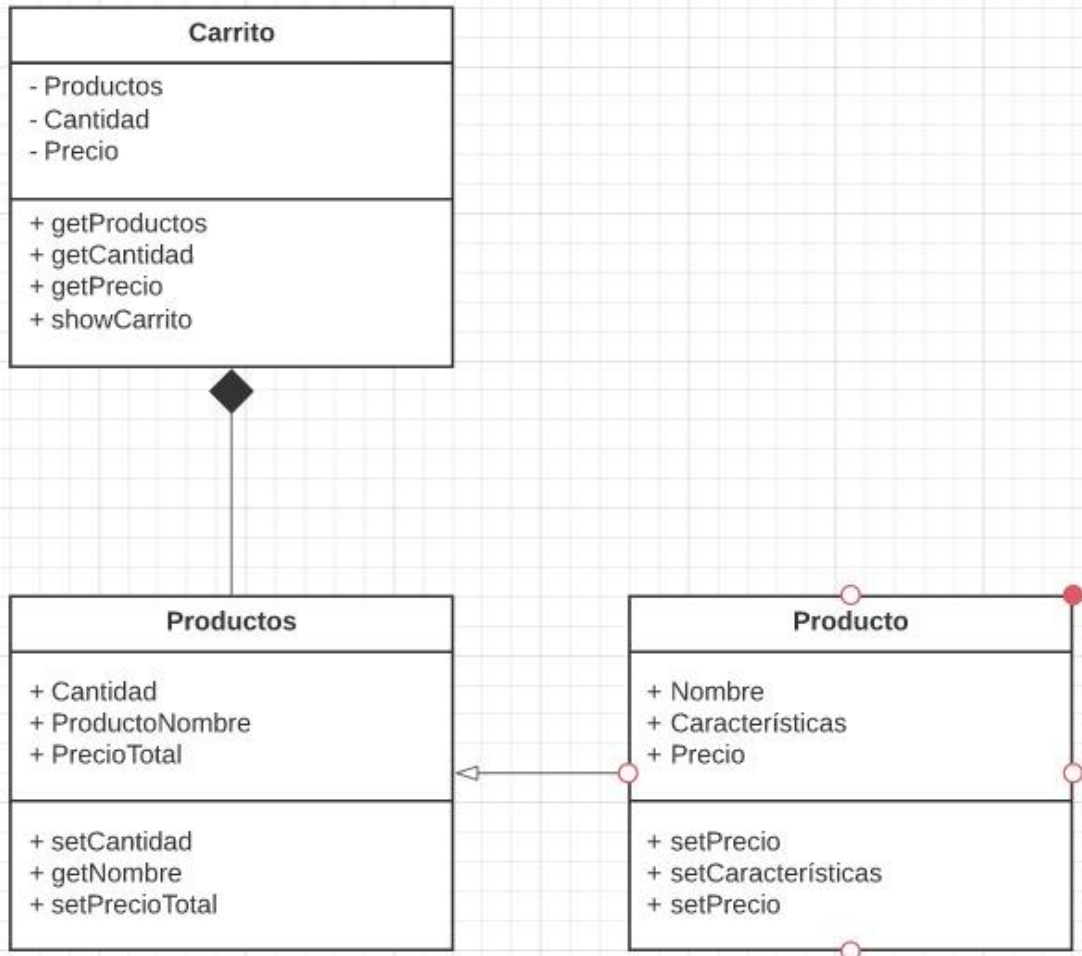 Carrito
- Productos
- Cantidad
- Precio
+ getProductos
+ getCantidad
+ getPrecio
+ showCarrito
Productos
+ Cantidad
+ ProductoNombre
+ PrecioTotal
+ setCantidad
+ getNombre
+ setPrecioTotal
Producto
+ Nombre
+ Características
+ Precio
+ setPrecio
+ setCaracterísticas
+ setPrecio